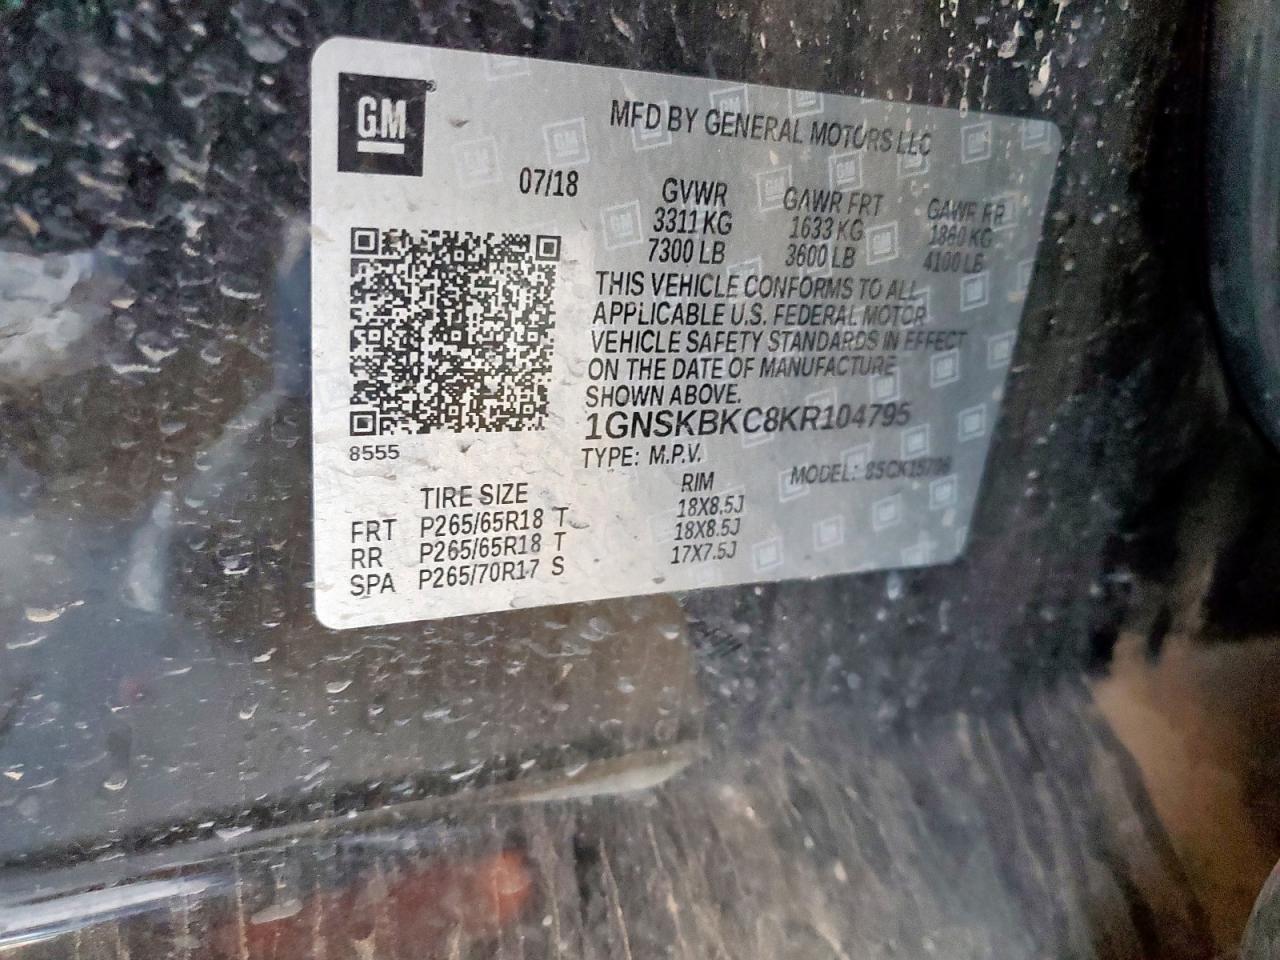 GM
MFD BY GENERAL MOTORS LLC
07/18
GVWR GAWR FRT GAWR RR
3311 KG 1633 KG 1860 KG
7300 LB 3600 LB 4100 LB
THIS VEHICLE CONFORMS TO ALL
APPLICABLE U.S. FEDERAL MOTOR
VEHICLE SAFETY STANDARDS IN EFFECT
ON THE DATE OF MANUFACTURE
SHOWN ABOVE.
1GNSKBKC8KR104795
8555
TYPE: M.P.V. MODEL:
TIRE SIZE RIM
FRT P265/65R18 T 18X8.5J
RR P265/65R18 T 18X8.5J
SPA P265/70R17 S 17X7.5J